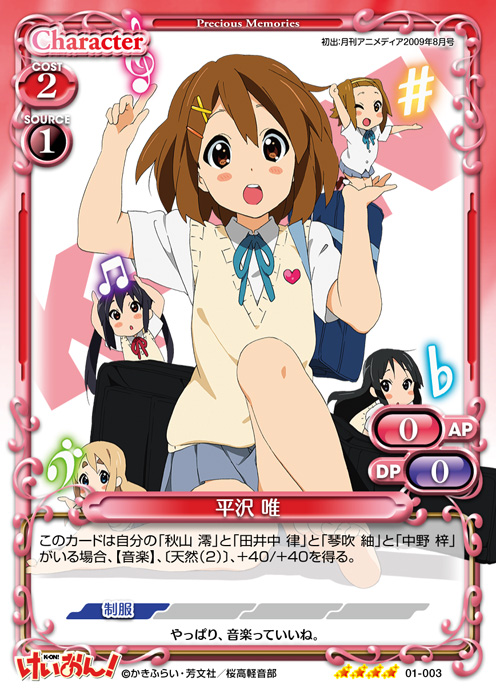 Precious Memories
Character
初出:月刊アニメディア2009年8月号
COST
2
SOURCE
1
0 AP
DP 0
平沢 唯
このカードは自分の「秋山 澪」と「田井中 律」と「琴吹 紬」と「中野 梓」
がいる場合、【音楽】、〔天然(2)〕、+40/+40を得る。
制服
やっぱり、音楽っていいね。
K-ON!
けいおん!
©かきふらい・芳文社/桜高軽音部
01-003